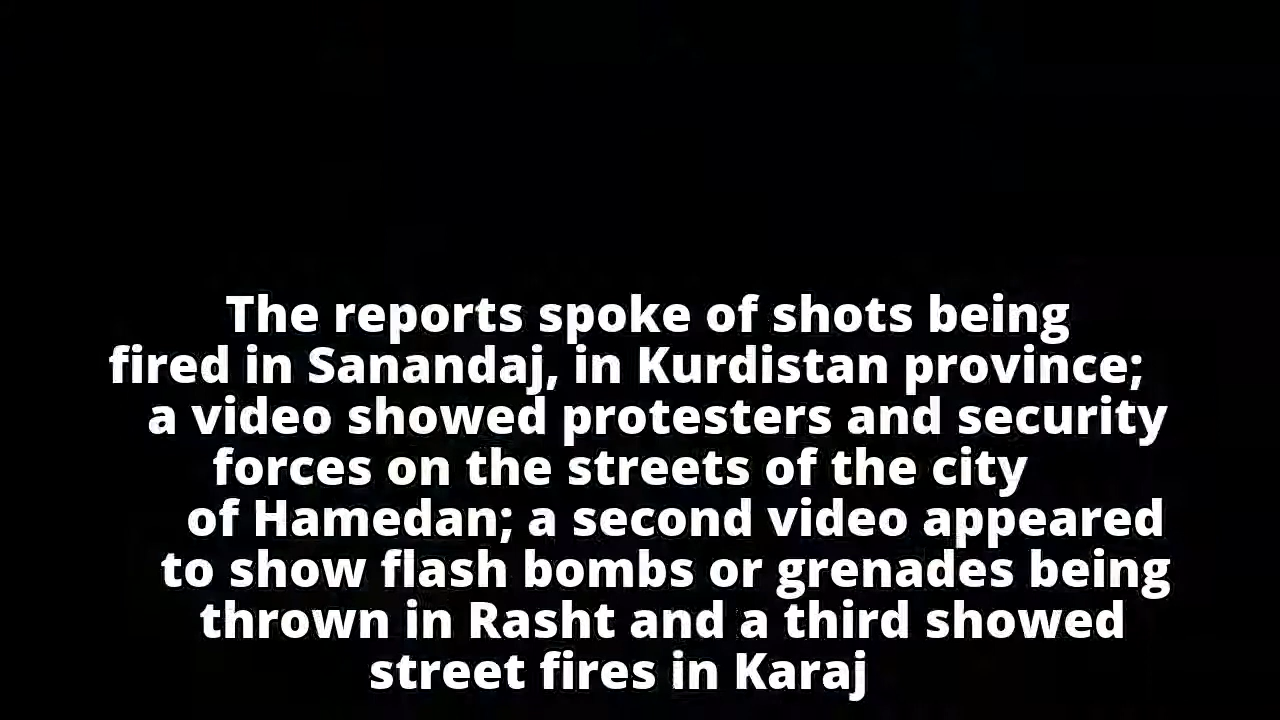 The reports spoke of shots being
fired in Sanandaj, in Kurdistan province;
a video showed protesters and security
forces on the streets of the city
of Hamedan; a second video appeared
to show flash bombs or grenades being
thrown in Rasht and a third showed
street fires in Karaj